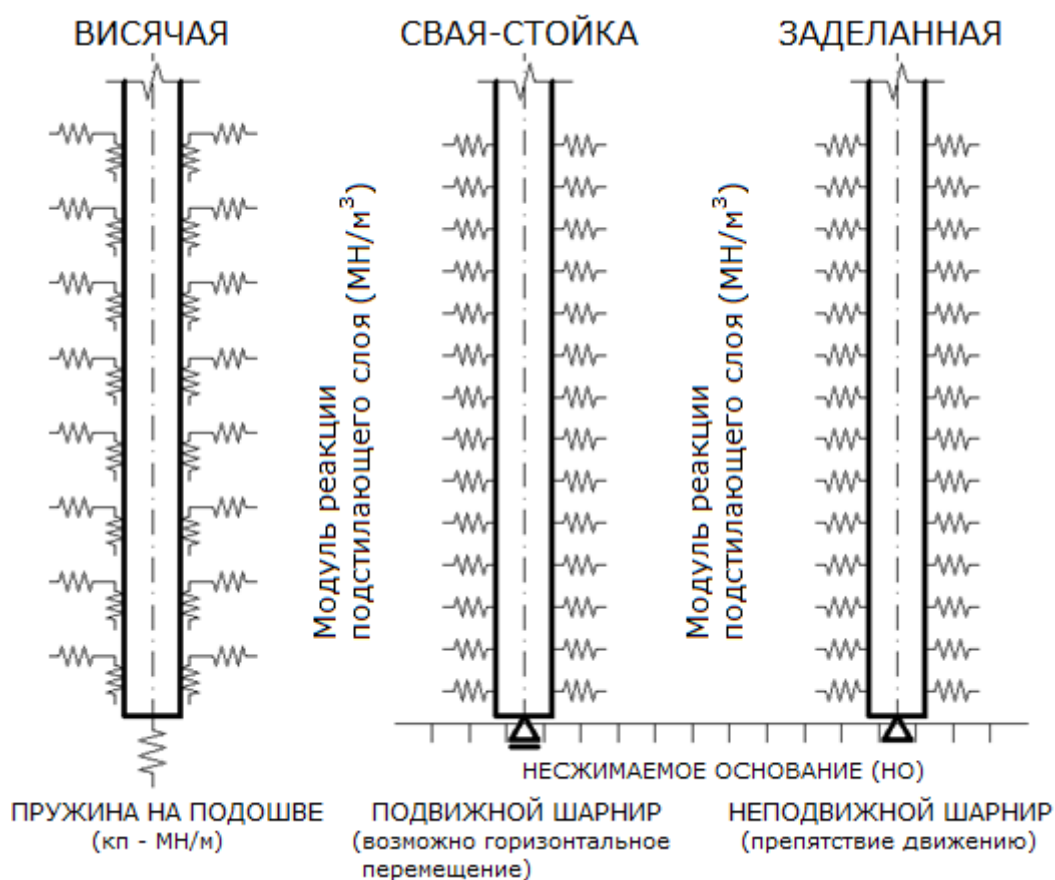 ВИСЯЧАЯ
СВАЯ-СТОЙКА
ЗАДЕЛАННАЯ
Модуль реакции
подстилающего слоя (МН/м³)
Модуль реакции
подстилающего слоя (МН/м³)
НЕСЖИМАЕМОЕ ОСНОВАНИЕ (НО)
ПРУЖИНА НА ПОДОШВЕ
(кп - МН/м)
ПОДВИЖНОЙ ШАРНИР
(возможно горизонтальное
перемещение)
НЕПОДВИЖНОЙ ШАРНИР
(препятствие движению)